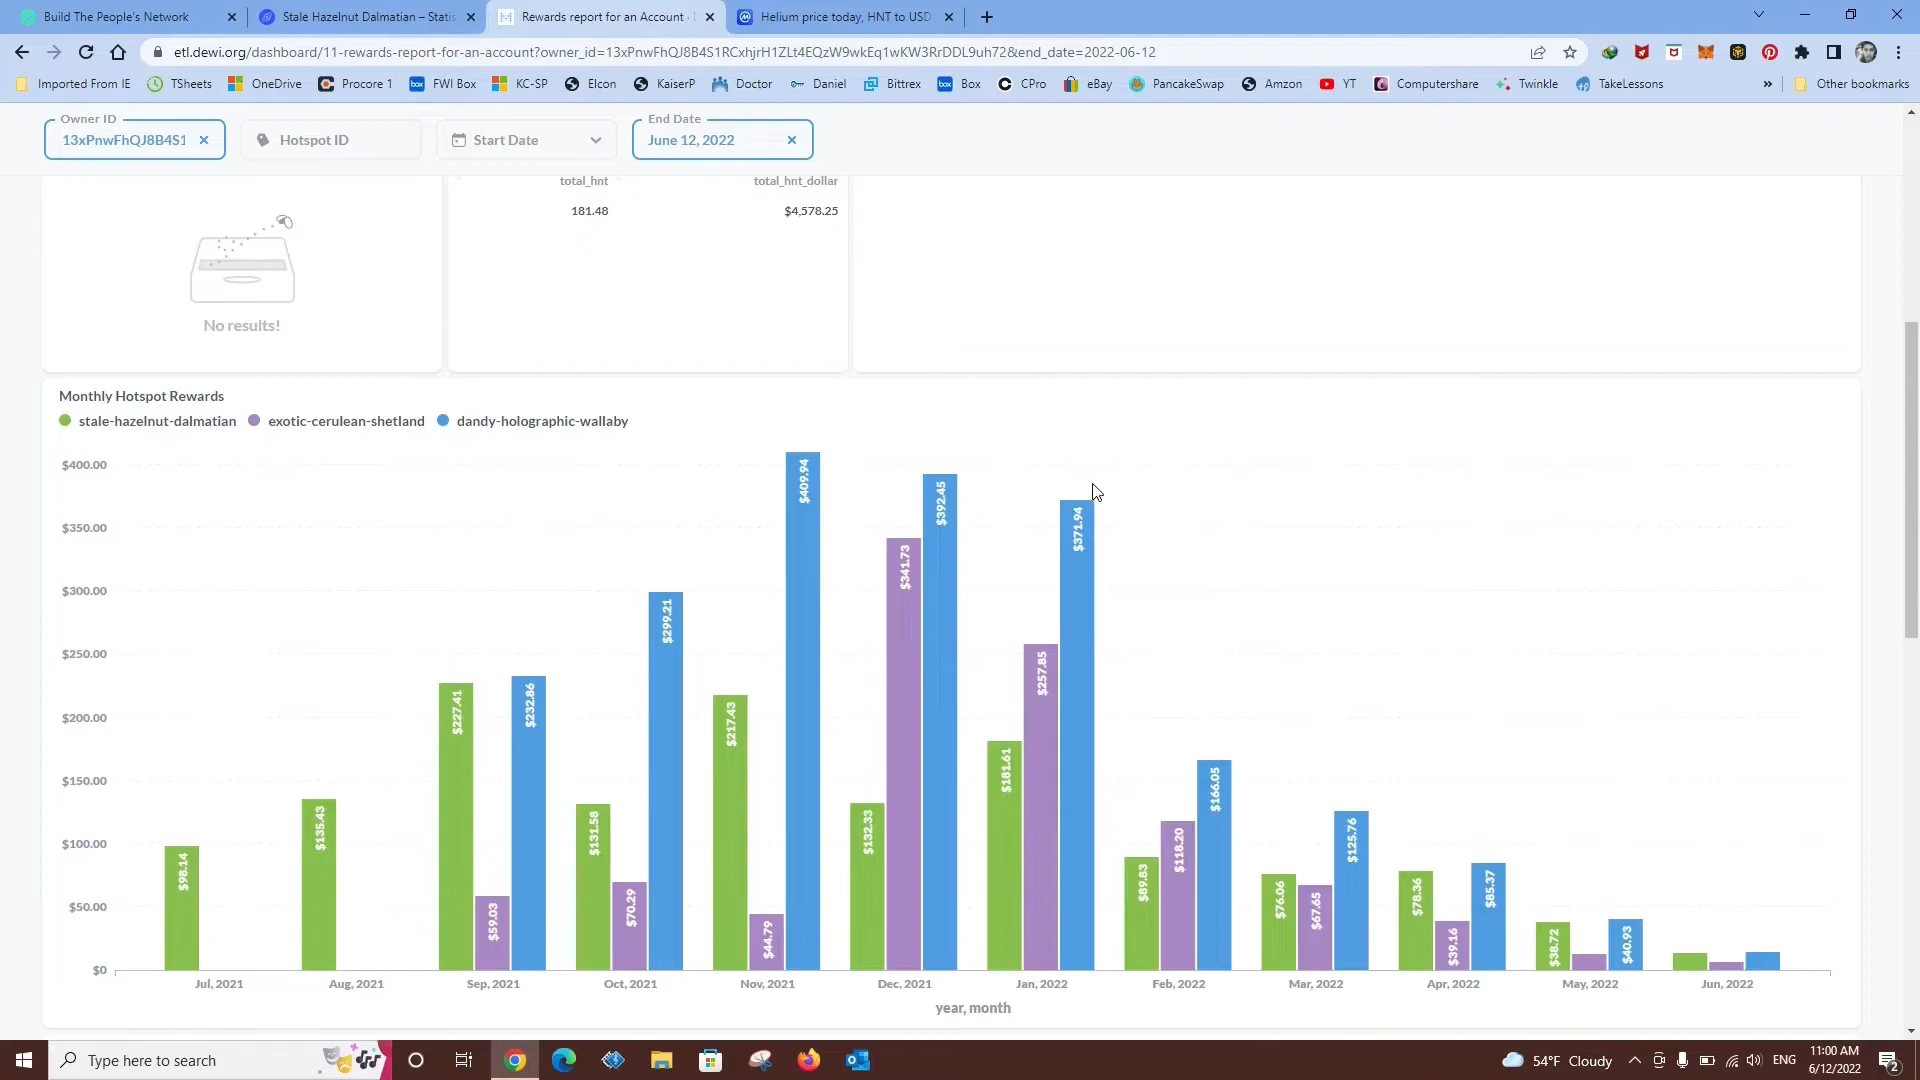 Build The People's Network
Stale Hazelnut Dalmatian – Statis
Rewards report for an Account ·
Helium price today, HNT to USD
etl.dewi.org/dashboard/11-rewards-report-for-an-account?owner_id=13xPnwFhQJ8B4S1RCxhjrH1ZLt4EQzW9wkEq1wKW3RrDDL9uh72&end_date=2022-06-12
Imported From IE
TSheets
OneDrive
Procore 1
box
FWI Box
KC-SP
Elcon
KaiserP
Doctor
Daniel
Bittrex
box
Box
CPro
eBay
PancakeSwap
Amzon
YT
Computershare
Twinkle
TakeLessons
»
Other bookmarks
Owner ID
13xPnwFhQJ8B4S1
Hotspot ID
Start Date
End Date
June 12, 2022
total_hnt
total_hnt_dollar
181.48
$4,578.25
No results!
Monthly Hotspot Rewards
stale-hazelnut-dalmatian
exotic-cerulean-shetland
dandy-holographic-wallaby
$400.00
$350.00
$300.00
$250.00
$200.00
$150.00
$100.00
$50.00
$0
$98.14
$135.43
$227.41
$59.03
$232.86
$131.58
$70.29
$299.21
$217.43
$44.79
$409.94
$132.33
$341.73
$392.45
$181.61
$257.85
$371.94
$89.83
$118.20
$166.05
$76.06
$67.65
$125.76
$78.36
$39.16
$85.37
$38.72
$40.93
Jul, 2021
Aug, 2021
Sep, 2021
Oct, 2021
Nov, 2021
Dec, 2021
Jan, 2022
Feb, 2022
Mar, 2022
Apr, 2022
May, 2022
Jun, 2022
year, month
Type here to search
54°F Cloudy
ENG
11:00 AM
6/12/2022
2